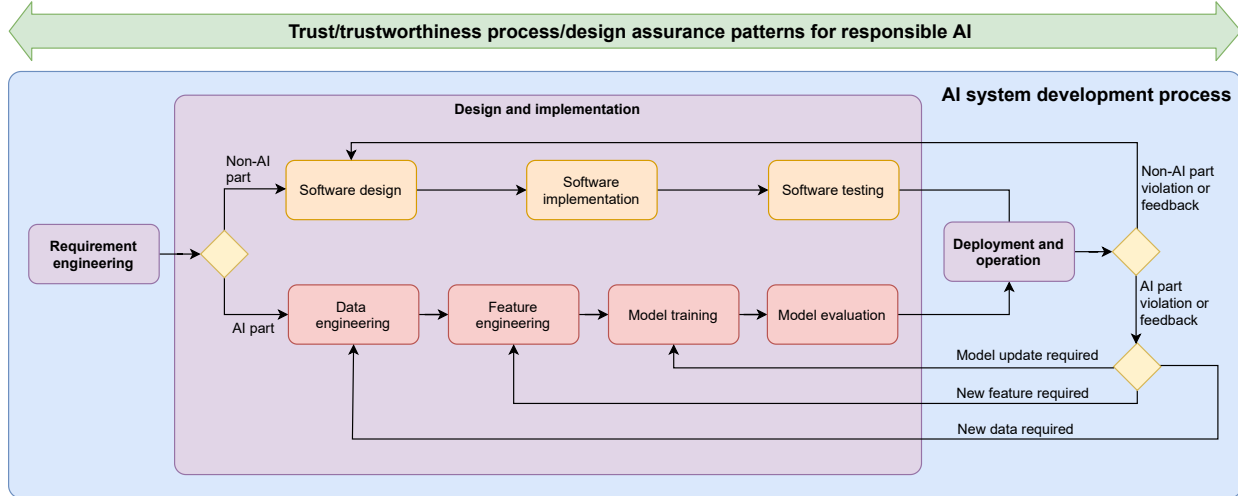 Trust/trustworthiness process/design assurance patterns for responsible AI
AI system development process
Design and implementation
Non-AI
part
Software design
Software
implementation
Software testing
Non-AI part
violation or
feedback
Requirement
engineering
Deployment and
operation
AI part
Data
engineering
Feature
engineering
Model training
Model evaluation
AI part
violation or
feedback
Model update required
New feature required
New data required